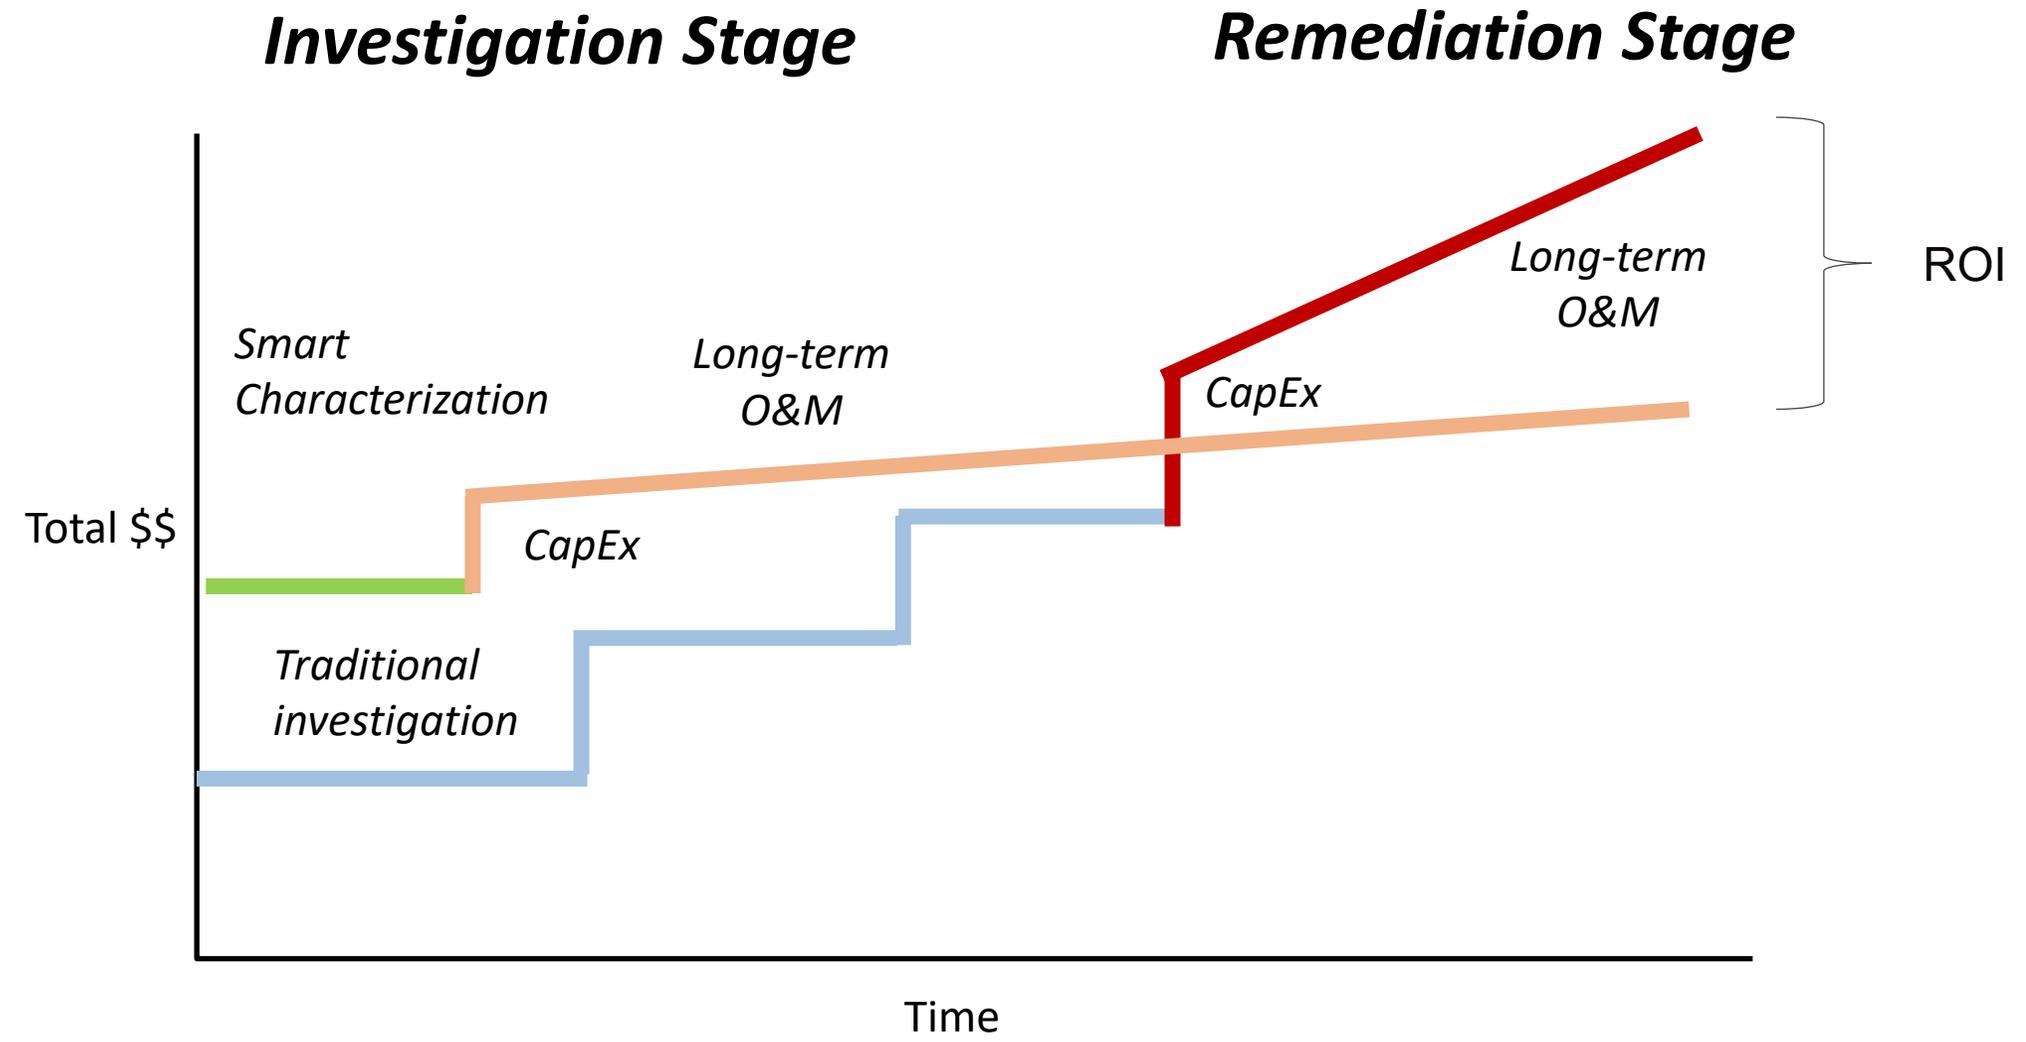 Investigation Stage
Remediation Stage
Long-term
O&M
ROI
Smart
Characterization
Long-term
O&M
CapEx
Total $$
CapEx
Traditional
investigation
Time